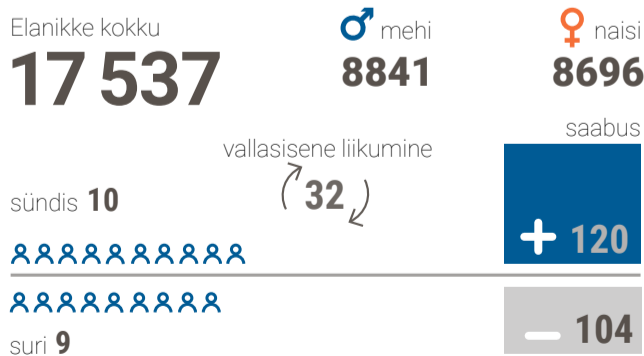 Elanikke kokku
17 537
mehi
8841
naisi
8696
saabus
vallasisene liikumine
32
sündis 10
+ 120
suri 9
– 104